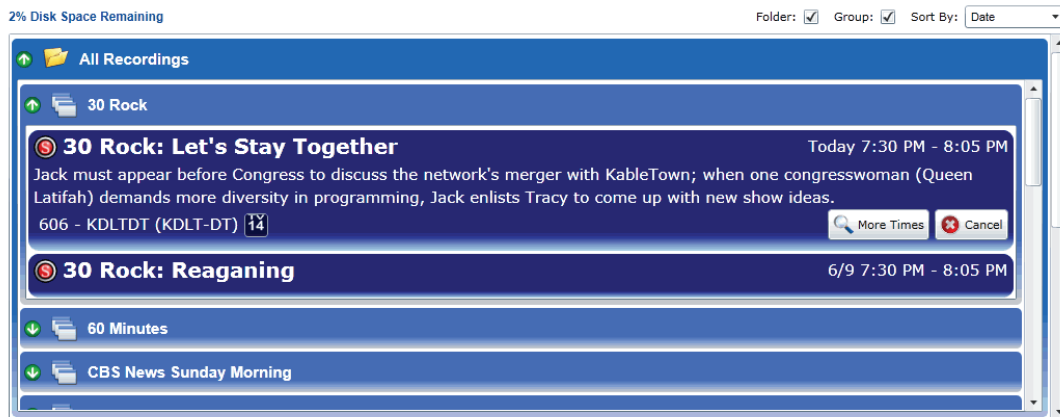 2% Disk Space Remaining
Folder: Group: Sort By: Date
All Recordings
30 Rock
S 30 Rock: Let's Stay Together Today 7:30 PM - 8:05 PM
Jack must appear before Congress to discuss the network's merger with KableTown; when one congresswoman (Queen
Latifah) demands more diversity in programming, Jack enlists Tracy to come up with new show ideas.
606 - KDLTDT (KDLT-DT) TV 14 More Times Cancel
S 30 Rock: Reaganing 6/9 7:30 PM - 8:05 PM
60 Minutes
CBS News Sunday Morning